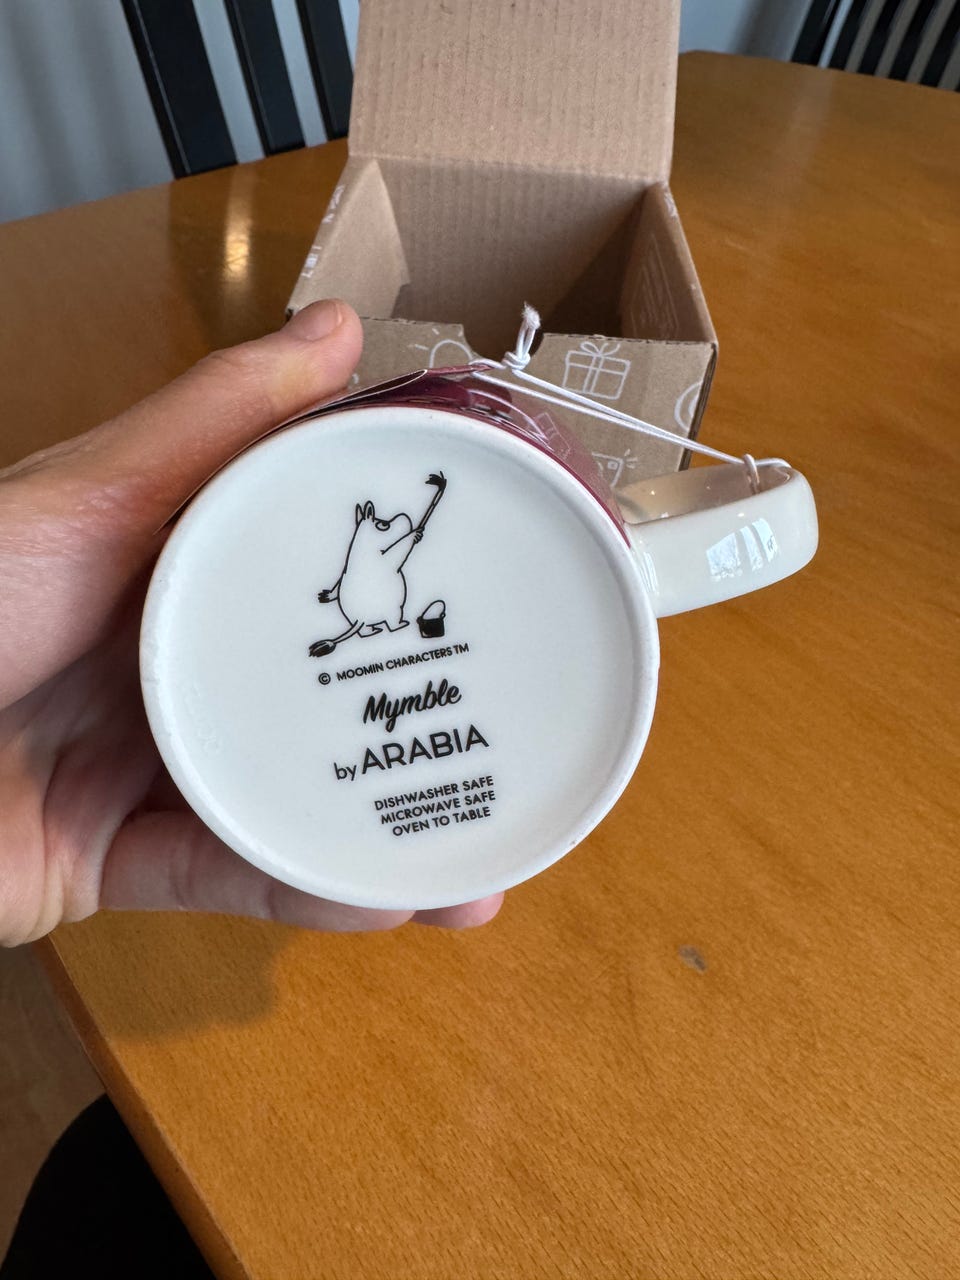 © MOOMIN CHARACTERS TM
Mymble
by ARABIA
DISHWASHER SAFE
MICROWAVE SAFE
OVEN TO TABLE